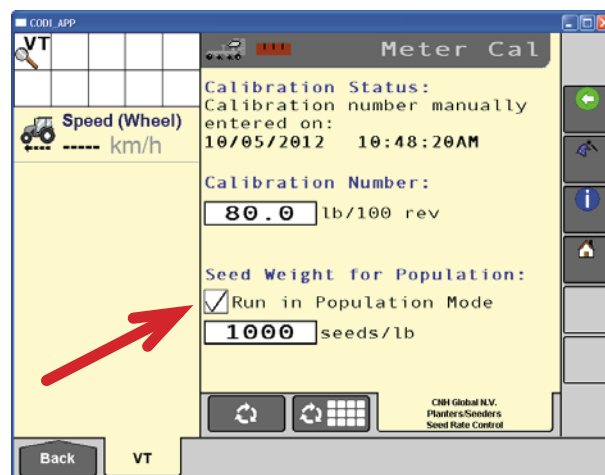 CODI_APP
VT
Speed (Wheel)
----- km/h
Meter Cal
Calibration Status:
Calibration number manually
entered on:
10/05/2012 10:48:20AM
Calibration Number:
80.0 lb/100 rev
Seed Weight for Population:
Run in Population Mode
1000 seeds/lb
CNH Global N.V.
Planters/Seeders
Seed Rate Control
Back
VT